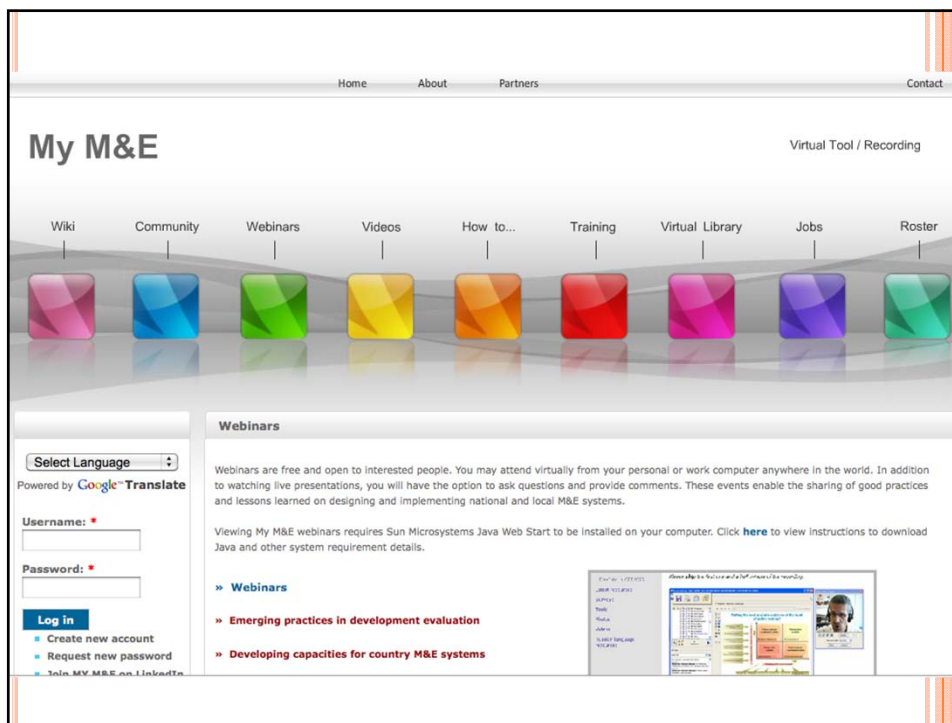 Home About Partners Contact
My M&E
Virtual Tool / Recording
Wiki Community Webinars Videos How to... Training Virtual Library Jobs Roster
Select Language
Powered by Google™ Translate
Username: *
Password: *
Log in
Create new account
Request new password
Join MY M&E on LinkedIn
Webinars
Webinars are free and open to interested people. You may attend virtually from your personal or work computer anywhere in the world. In addition
to watching live presentations, you will have the option to ask questions and provide comments. These events enable the sharing of good practices
and lessons learned on designing and implementing national and local M&E systems.
Viewing My M&E webinars requires Sun Microsystems Java Web Start to be installed on your computer. Click here to view instructions to download
Java and other system requirement details.
» Webinars
» Emerging practices in development evaluation
» Developing capacities for country M&E systems